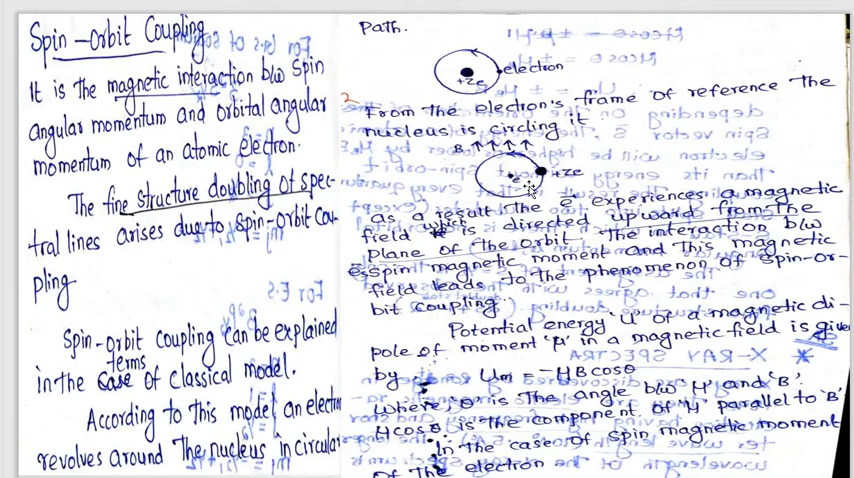 Spin-Orbit Coupling
It is the magnetic interaction b/w spin
angular momentum and orbital angular
momentum of an atomic electron.
The fine structure doubling of spec-
tral lines arises due to spin-orbit cou-
pling
Spin-orbit coupling can be explained
in the terms of classical model.
According to this model an electron
revolves around The nucleus in circular
Path.
+Ze
electron
2
From the electron's frame of reference The
nucleus is circling it
B ↑↑↑↑
e
+Ze
as a result the e⁻ experiences a magnetic
field which is directed upward from the
plane of the orbit. The interaction b/w
e⁻s spin magnetic moment and This magnetic
field leads to the phenomenon of spin-or-
bit coupling.
Potential energy 'U' of a magnetic di-
pole of moment 'μ' in a magnetic field is given
by Um = -μB cosθ
where, θ is The angle b/w 'μ' and 'B'.
μcosθ is the component of 'μ' parallel to 'B'
In the case of spin magnetic moment
of The electron